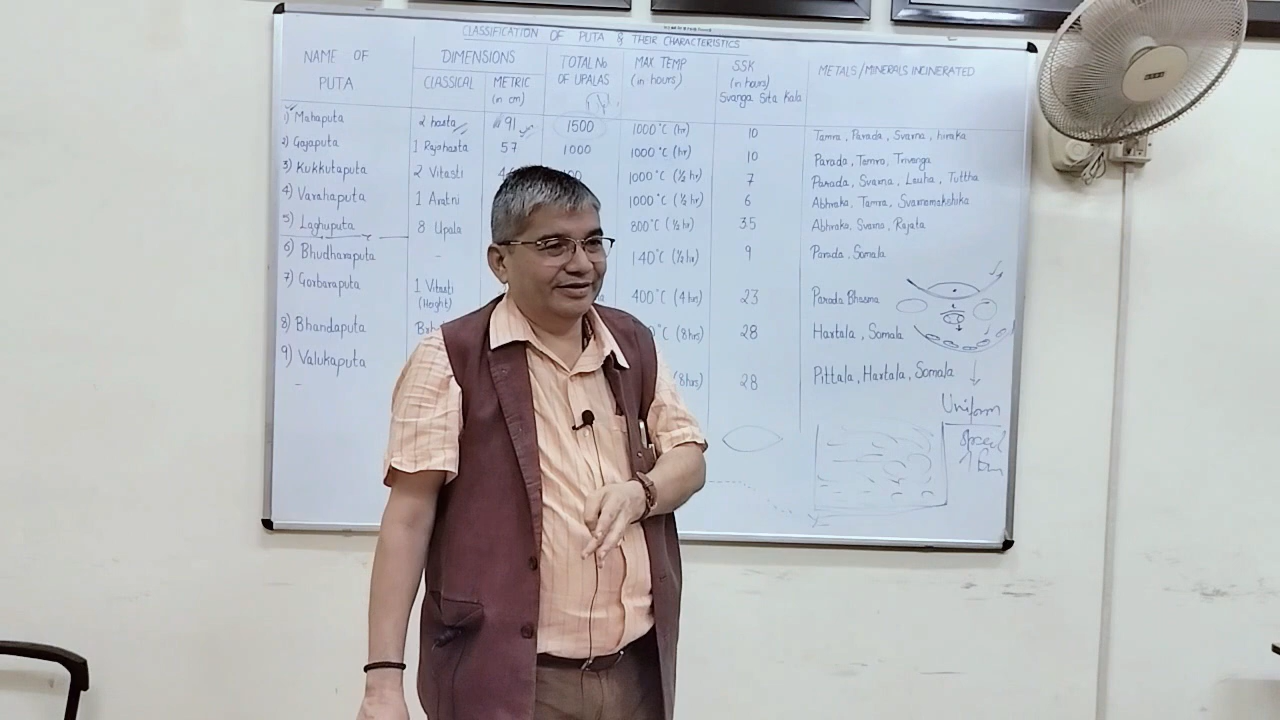 CLASSIFICATION OF PUTA & THEIR CHARACTERISTICS
NAME OF PUTA DIMENSIONS TOTAL No OF UPALAS MAX TEMP (in hours) SSK (in hours) Svanga Sita Kala METALS/MINERALS INCINERATED
CLASSICAL METRIC (in cm)
1) Mahaputa 2 hasta 91 1500 1000°C (hr) 10 Tamra, Parada, Svarna, hiraka
2) Gajaputa 1 Rajahasta 57 1000 1000°C (hr) 10 Parada, Tamra, Trivanga
3) Kukkutaputa 2 Vitasti 1000°C (½ hr) 7 Parada, Svarna, Lauha, Tuttha
4) Varahaputa 1 Aratni 1000°C (½ hr) 6 Abhraka, Tamra, Svarnamakshika
5) Laghuputa 8 Upala 800°C (½ hr) 35 Abhraka, Svarna, Rajata
6) Bhudharaputa - 140°C (½ hr) 9 Parada, Somala
7) Gorbaraputa 1 Vitasti (Height) 400°C (4 hrs) 23 Parada Bhasma
8) Bhandaputa °C (8hrs) 28 Hartala, Somala
9) Valukaputa (8hrs) 28 Pittala, Hartala, Somala
-
Uniform